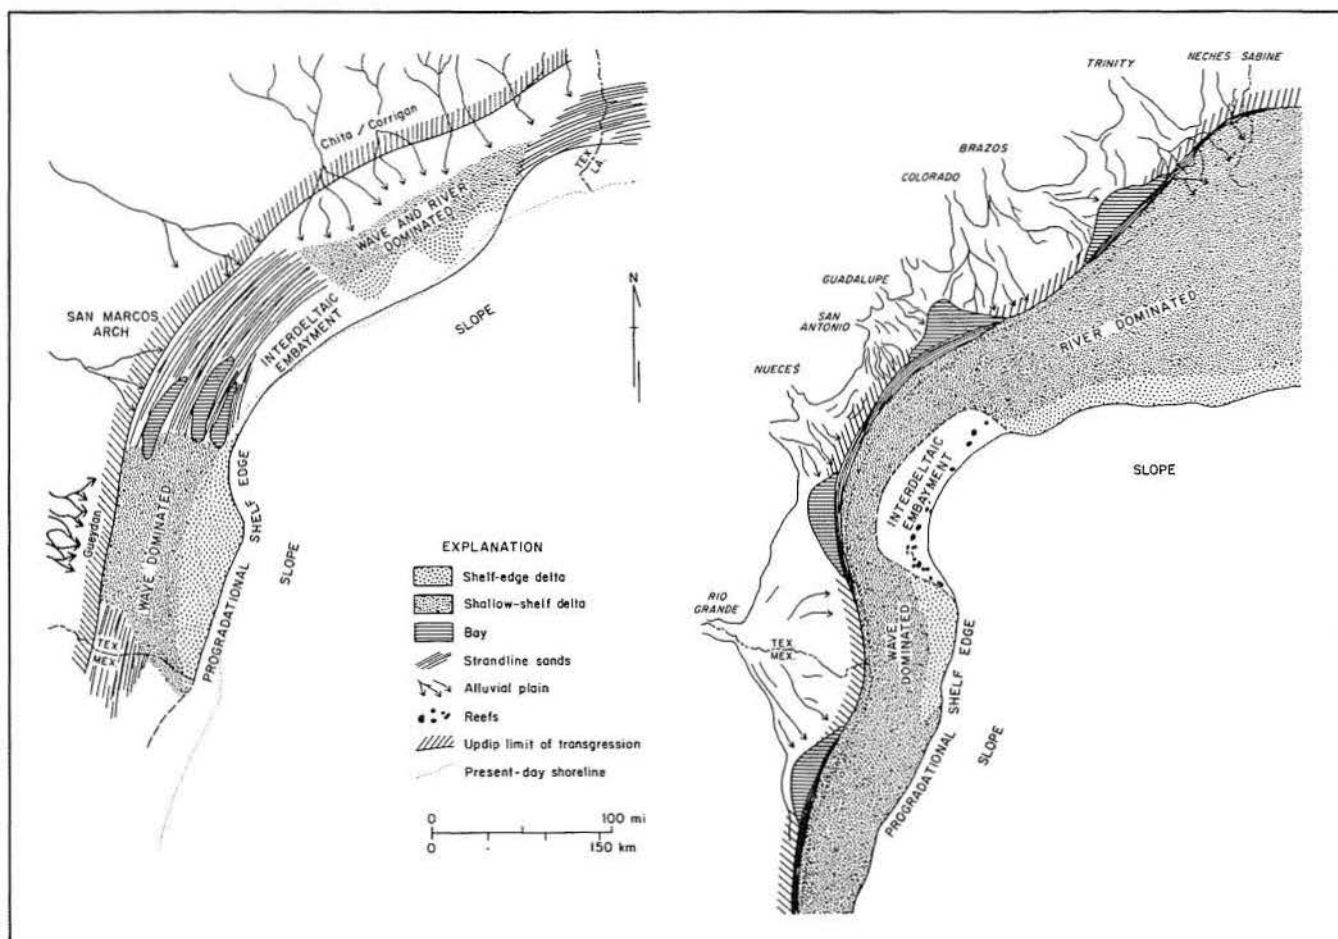 Chita / Corrigan
TEX
LA.
WAVE AND RIVER
DOMINATED
SAN MARCOS
ARCH
INTERDELTAIC
EMBAYMENT
SLOPE
N
Gueydan
WAVE DOMINATED
SHELF EDGE
PROGRADATIONAL
SLOPE
TEX
MEX.
EXPLANATION
Shelf-edge delta
Shallow-shelf delta
Bay
Strandline sands
Alluvial plain
Reefs
Updip limit of transgression
Present-day shoreline
0 100 mi
0 150 km
TRINITY
NECHES SABINE
BRAZOS
COLORADO
GUADALUPE
SAN
ANTONIO
NUECES
RIVER DOMINATED
INTERDELTAIC
EMBAYMENT
SLOPE
RIO
GRANDE
TEX
MEX.
WAVE
DOMINATED
PROGRADATIONAL SHELF EDGE
SLOPE